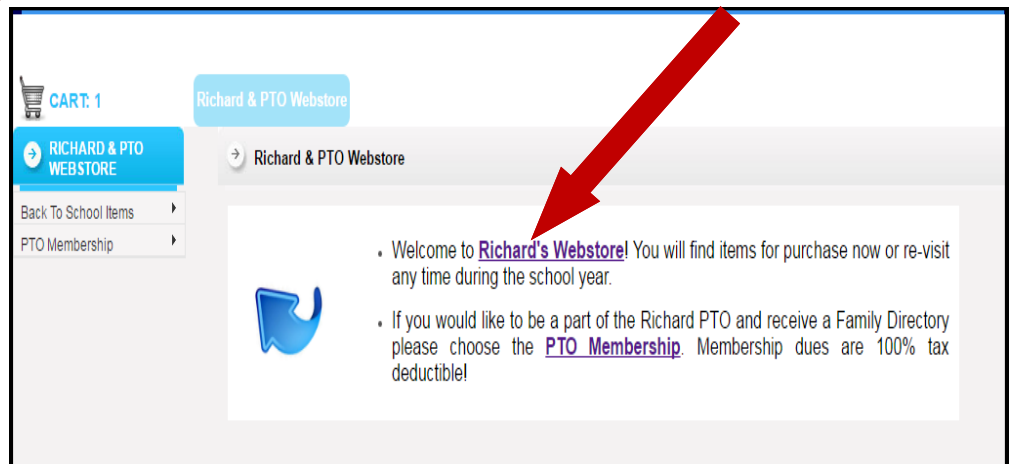 CART: 1
Richard & PTO Webstore
RICHARD & PTO
WEBSTORE
Richard & PTO Webstore
Back To School Items
PTO Membership
• Welcome to Richard's Webstore! You will find items for purchase now or re-visit
any time during the school year.
• If you would like to be a part of the Richard PTO and receive a Family Directory
please choose the PTO Membership. Membership dues are 100% tax
deductible!